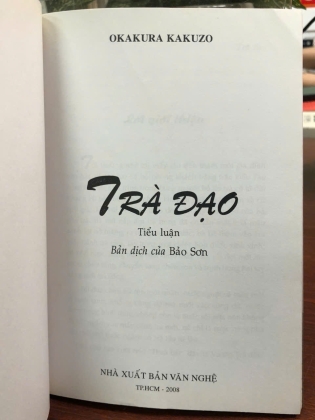 OKAKURA KAKUZO
TRÀ ĐẠO
Tiểu luận
Bản dịch của Bảo Sơn
NHÀ XUẤT BẢN VĂN NGHỆ
TP.HCM - 2008